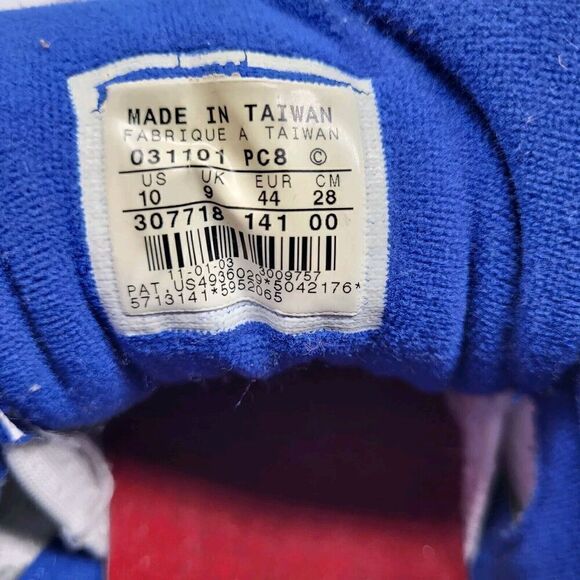 MADE IN TAIWAN
FABRIQUE A TAIWAN
031101 PC8 ©
US UK EUR CM
10 9 44 28
307718 141 00
11-01-03 3009757
PAT. US4936029*5042176*
5713141*5952065